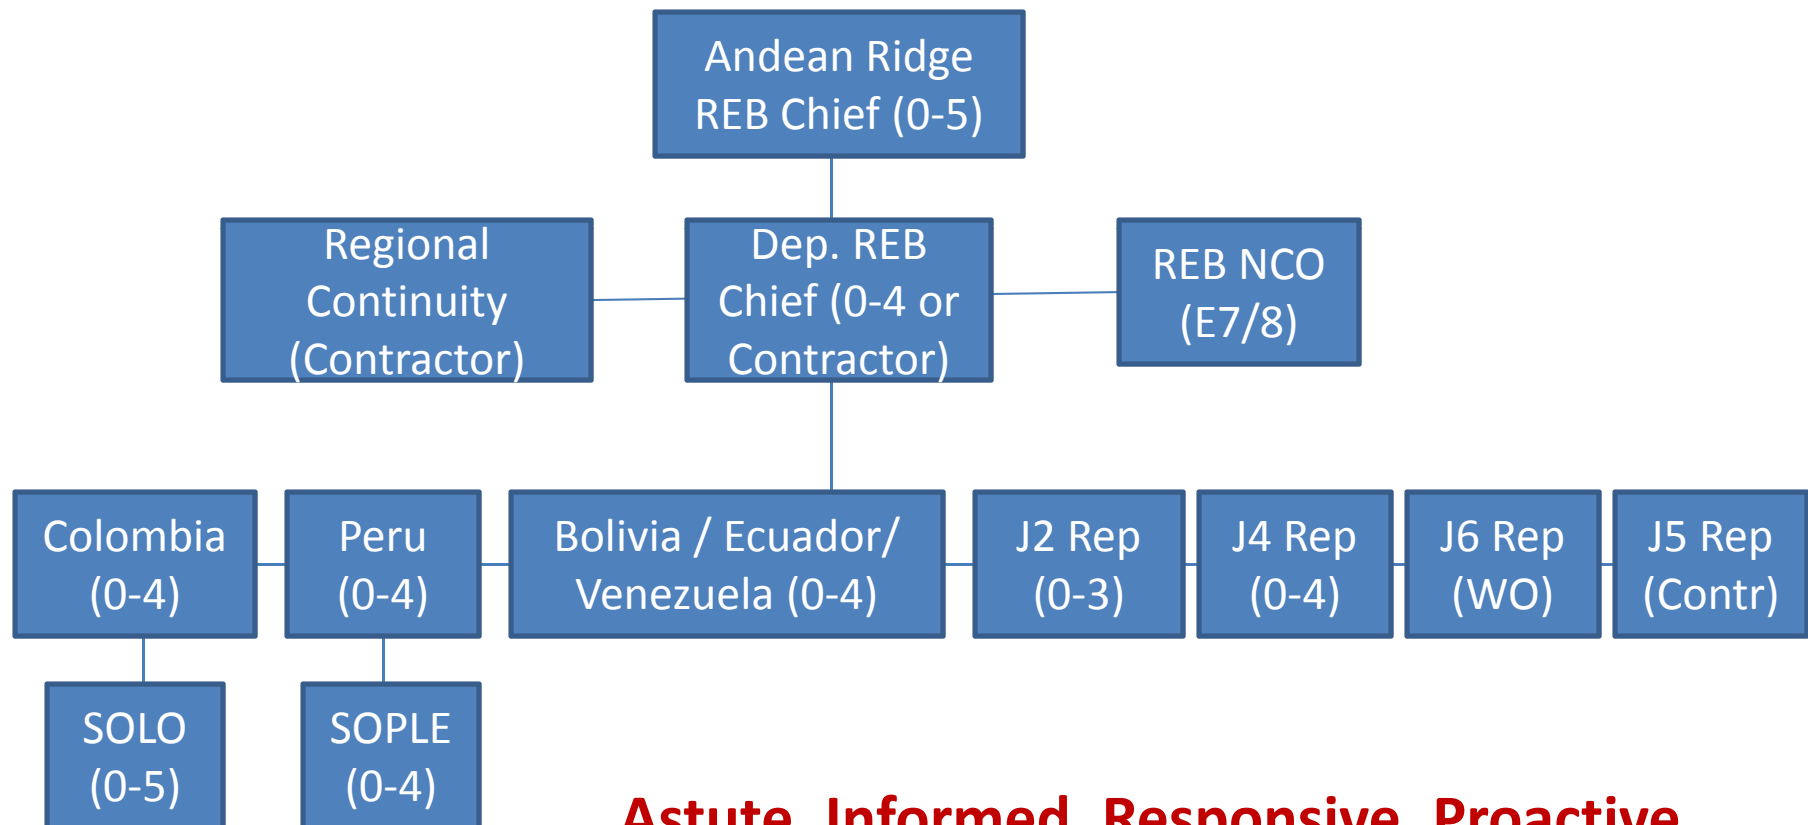 Andean Ridge
REB Chief (0-5)
Regional
Continuity
(Contractor)
Dep. REB
Chief (0-4 or
Contractor)
REB NCO
(E7/8)
Colombia
(0-4)
Peru
(0-4)
Bolivia / Ecuador/
Venezuela (0-4)
J2 Rep
(0-3)
J4 Rep
(0-4)
J6 Rep
(WO)
J5 Rep
(Contr)
SOLO
(0-5)
SOPLE
(0-4)
Astute, Informed, Responsive, Proactive